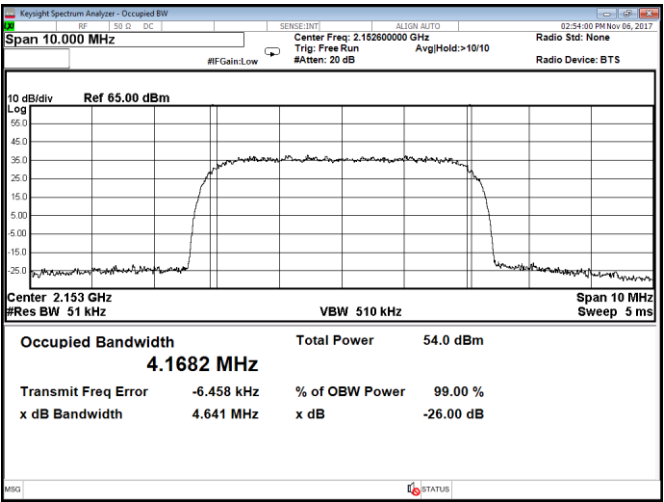 Keysight Spectrum Analyzer - Occupied BW
RF 50 Ω DC SENSE:INT ALIGN AUTO 02:54:00 PM Nov 06, 2017
Span 10.000 MHz Center Freq: 2.152600000 GHz Radio Std: None
Trig: Free Run Avg|Hold:>10/10
#IFGain:Low #Atten: 20 dB Radio Device: BTS
10 dB/div Ref 65.00 dBm
Log
55.0
45.0
35.0
25.0
15.0
5.00
-5.00
-15.0
-25.0
Center 2.153 GHz Span 10 MHz
#Res BW 51 kHz VBW 510 kHz Sweep 5 ms
Occupied Bandwidth Total Power 54.0 dBm
4.1682 MHz
Transmit Freq Error -6.458 kHz % of OBW Power 99.00 %
x dB Bandwidth 4.641 MHz x dB -26.00 dB
MSG STATUS